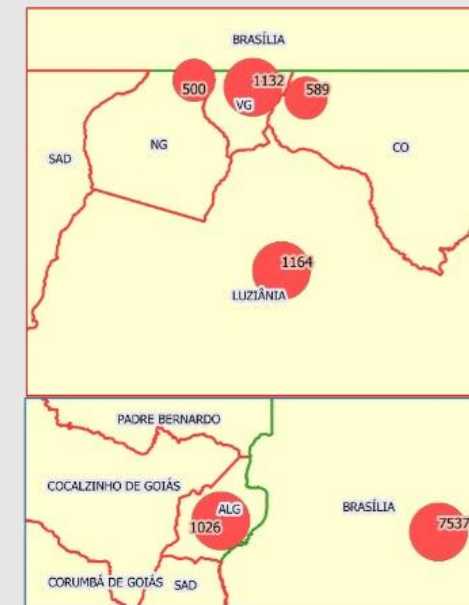 BRASÍLIA
500
1132
589
VG
NG
CO
SAD
1164
LUZIÂNIA
PADRE BERNARDO
COCALZINHO DE GOIÁS
ALG
BRASÍLIA
1026
7537
CORUMBÁ DE GOIÁS
SAD